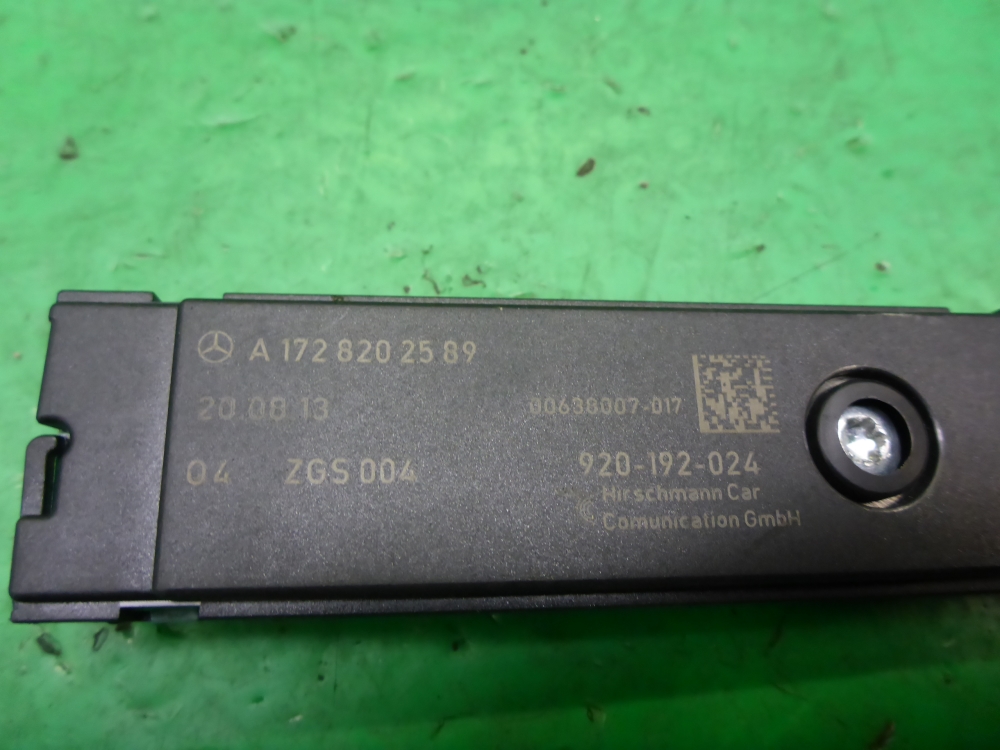 A 172 820 25 89
20.08.13
00638007-017
04 ZGS 004
920-192-024
Hirschmann Car
Comunication GmbH